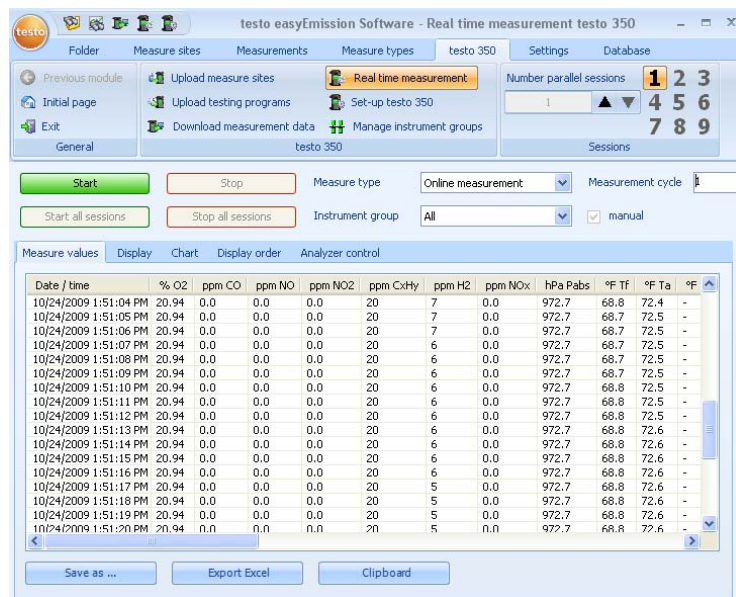 testo
testo easyEmission Software - Real time measurement testo 350
Folder Measure sites Measurements Measure types testo 350 Settings Database
Previous module Upload measure sites Real time measurement Number parallel sessions 1 2 3
Initial page Upload testing programs Set-up testo 350 1 4 5 6
Exit Download measurement data Manage instrument groups 7 8 9
General testo 350 Sessions
Start Stop Measure type Online measurement Measurement cycle 1
Start all sessions Stop all sessions Instrument group All manual
Measure values Display Chart Display order Analyzer control
Date / time % O2 ppm CO ppm NO ppm NO2 ppm CxHy ppm H2 ppm NOx hPa Pabs °F Tf °F Ta °F
10/24/2009 1:51:04 PM 20.94 0.0 0.0 0.0 20 7 0.0 972.7 68.8 72.4 -
10/24/2009 1:51:05 PM 20.94 0.0 0.0 0.0 20 7 0.0 972.7 68.7 72.5 -
10/24/2009 1:51:06 PM 20.94 0.0 0.0 0.0 20 7 0.0 972.7 68.7 72.5 -
10/24/2009 1:51:07 PM 20.94 0.0 0.0 0.0 20 6 0.0 972.7 68.7 72.5 -
10/24/2009 1:51:08 PM 20.94 0.0 0.0 0.0 20 6 0.0 972.7 68.7 72.5 -
10/24/2009 1:51:09 PM 20.94 0.0 0.0 0.0 20 6 0.0 972.7 68.7 72.5 -
10/24/2009 1:51:10 PM 20.94 0.0 0.0 0.0 20 6 0.0 972.7 68.8 72.5 -
10/24/2009 1:51:11 PM 20.94 0.0 0.0 0.0 20 6 0.0 972.7 68.8 72.5 -
10/24/2009 1:51:12 PM 20.94 0.0 0.0 0.0 20 6 0.0 972.7 68.8 72.5 -
10/24/2009 1:51:13 PM 20.94 0.0 0.0 0.0 20 6 0.0 972.7 68.8 72.6 -
10/24/2009 1:51:14 PM 20.94 0.0 0.0 0.0 20 6 0.0 972.7 68.8 72.6 -
10/24/2009 1:51:15 PM 20.94 0.0 0.0 0.0 20 6 0.0 972.7 68.8 72.6 -
10/24/2009 1:51:16 PM 20.94 0.0 0.0 0.0 20 6 0.0 972.7 68.8 72.6 -
10/24/2009 1:51:17 PM 20.94 0.0 0.0 0.0 20 5 0.0 972.7 68.8 72.6 -
10/24/2009 1:51:18 PM 20.94 0.0 0.0 0.0 20 5 0.0 972.7 68.8 72.6 -
10/24/2009 1:51:19 PM 20.94 0.0 0.0 0.0 20 5 0.0 972.7 68.8 72.6 -
10/24/2009 1:51:20 PM 20.94 0.0 0.0 0.0 20 5 0.0 972.7 68.8 72.6 -
Save as ... Export Excel Clipboard